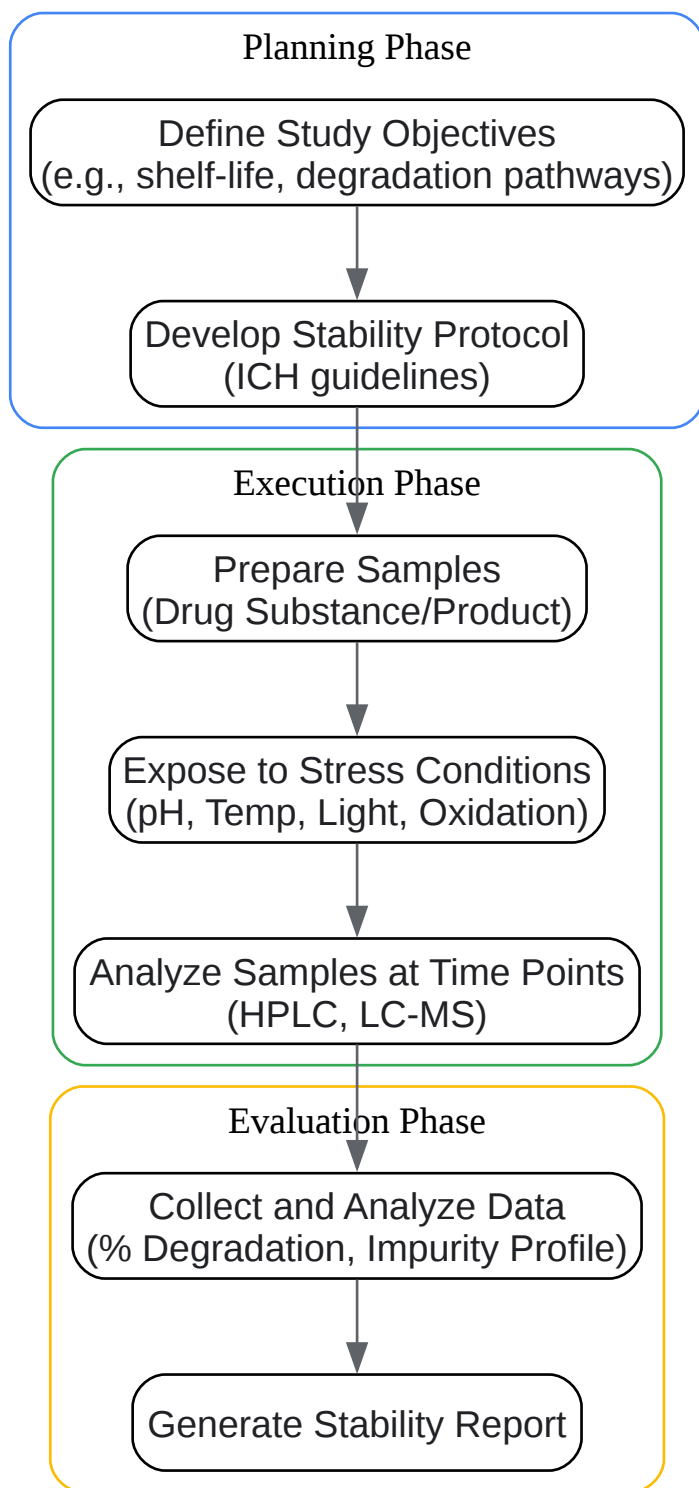 Planning Phase
Define Study Objectives
(e.g., shelf-life, degradation pathways)
Develop Stability Protocol
(ICH guidelines)
Execution Phase
Prepare Samples
(Drug Substance/Product)
Expose to Stress Conditions
(pH, Temp, Light, Oxidation)
Analyze Samples at Time Points
(HPLC, LC-MS)
Evaluation Phase
Collect and Analyze Data
(% Degradation, Impurity Profile)
Generate Stability Report